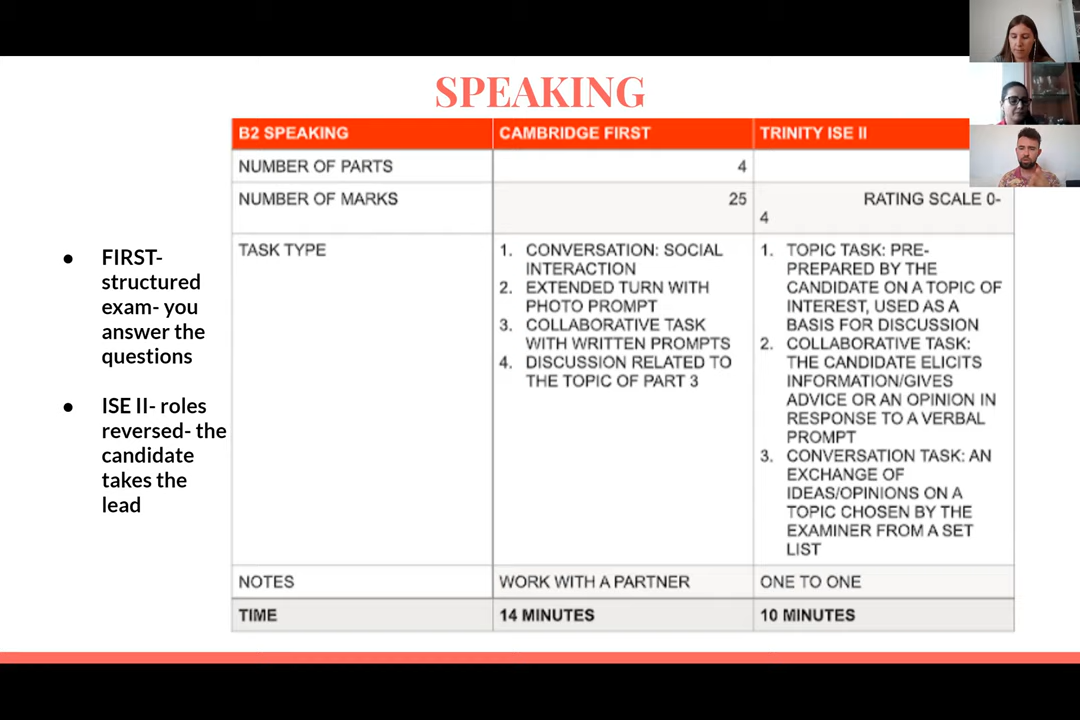 SPEAKING
B2 SPEAKING CAMBRIDGE FIRST TRINITY ISE II
NUMBER OF PARTS 4
NUMBER OF MARKS 25 RATING SCALE 0-
4
TASK TYPE
1. CONVERSATION: SOCIAL
INTERACTION
2. EXTENDED TURN WITH
PHOTO PROMPT
3. COLLABORATIVE TASK
WITH WRITTEN PROMPTS
4. DISCUSSION RELATED TO
THE TOPIC OF PART 3
1. TOPIC TASK: PRE-
PREPARED BY THE
CANDIDATE ON A TOPIC OF
INTEREST, USED AS A
BASIS FOR DISCUSSION
2. COLLABORATIVE TASK:
THE CANDIDATE ELICITS
INFORMATION/GIVES
ADVICE OR AN OPINION IN
RESPONSE TO A VERBAL
PROMPT
3. CONVERSATION TASK: AN
EXCHANGE OF
IDEAS/OPINIONS ON A
TOPIC CHOSEN BY THE
EXAMINER FROM A SET
LIST
NOTES WORK WITH A PARTNER ONE TO ONE
TIME 14 MINUTES 10 MINUTES
● FIRST-
structured
exam- you
answer the
questions
● ISE II- roles
reversed- the
candidate
takes the
lead